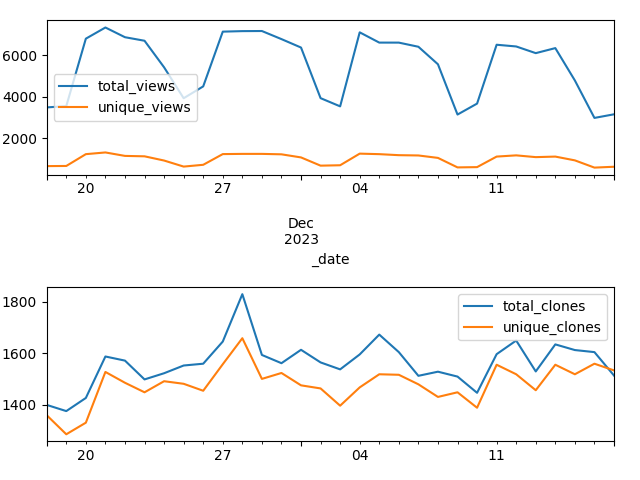 6000
4000
2000
total_views
unique_views
20
27
04
11
Dec
2023
_date
1800
1600
1400
total_clones
unique_clones
20
27
04
11